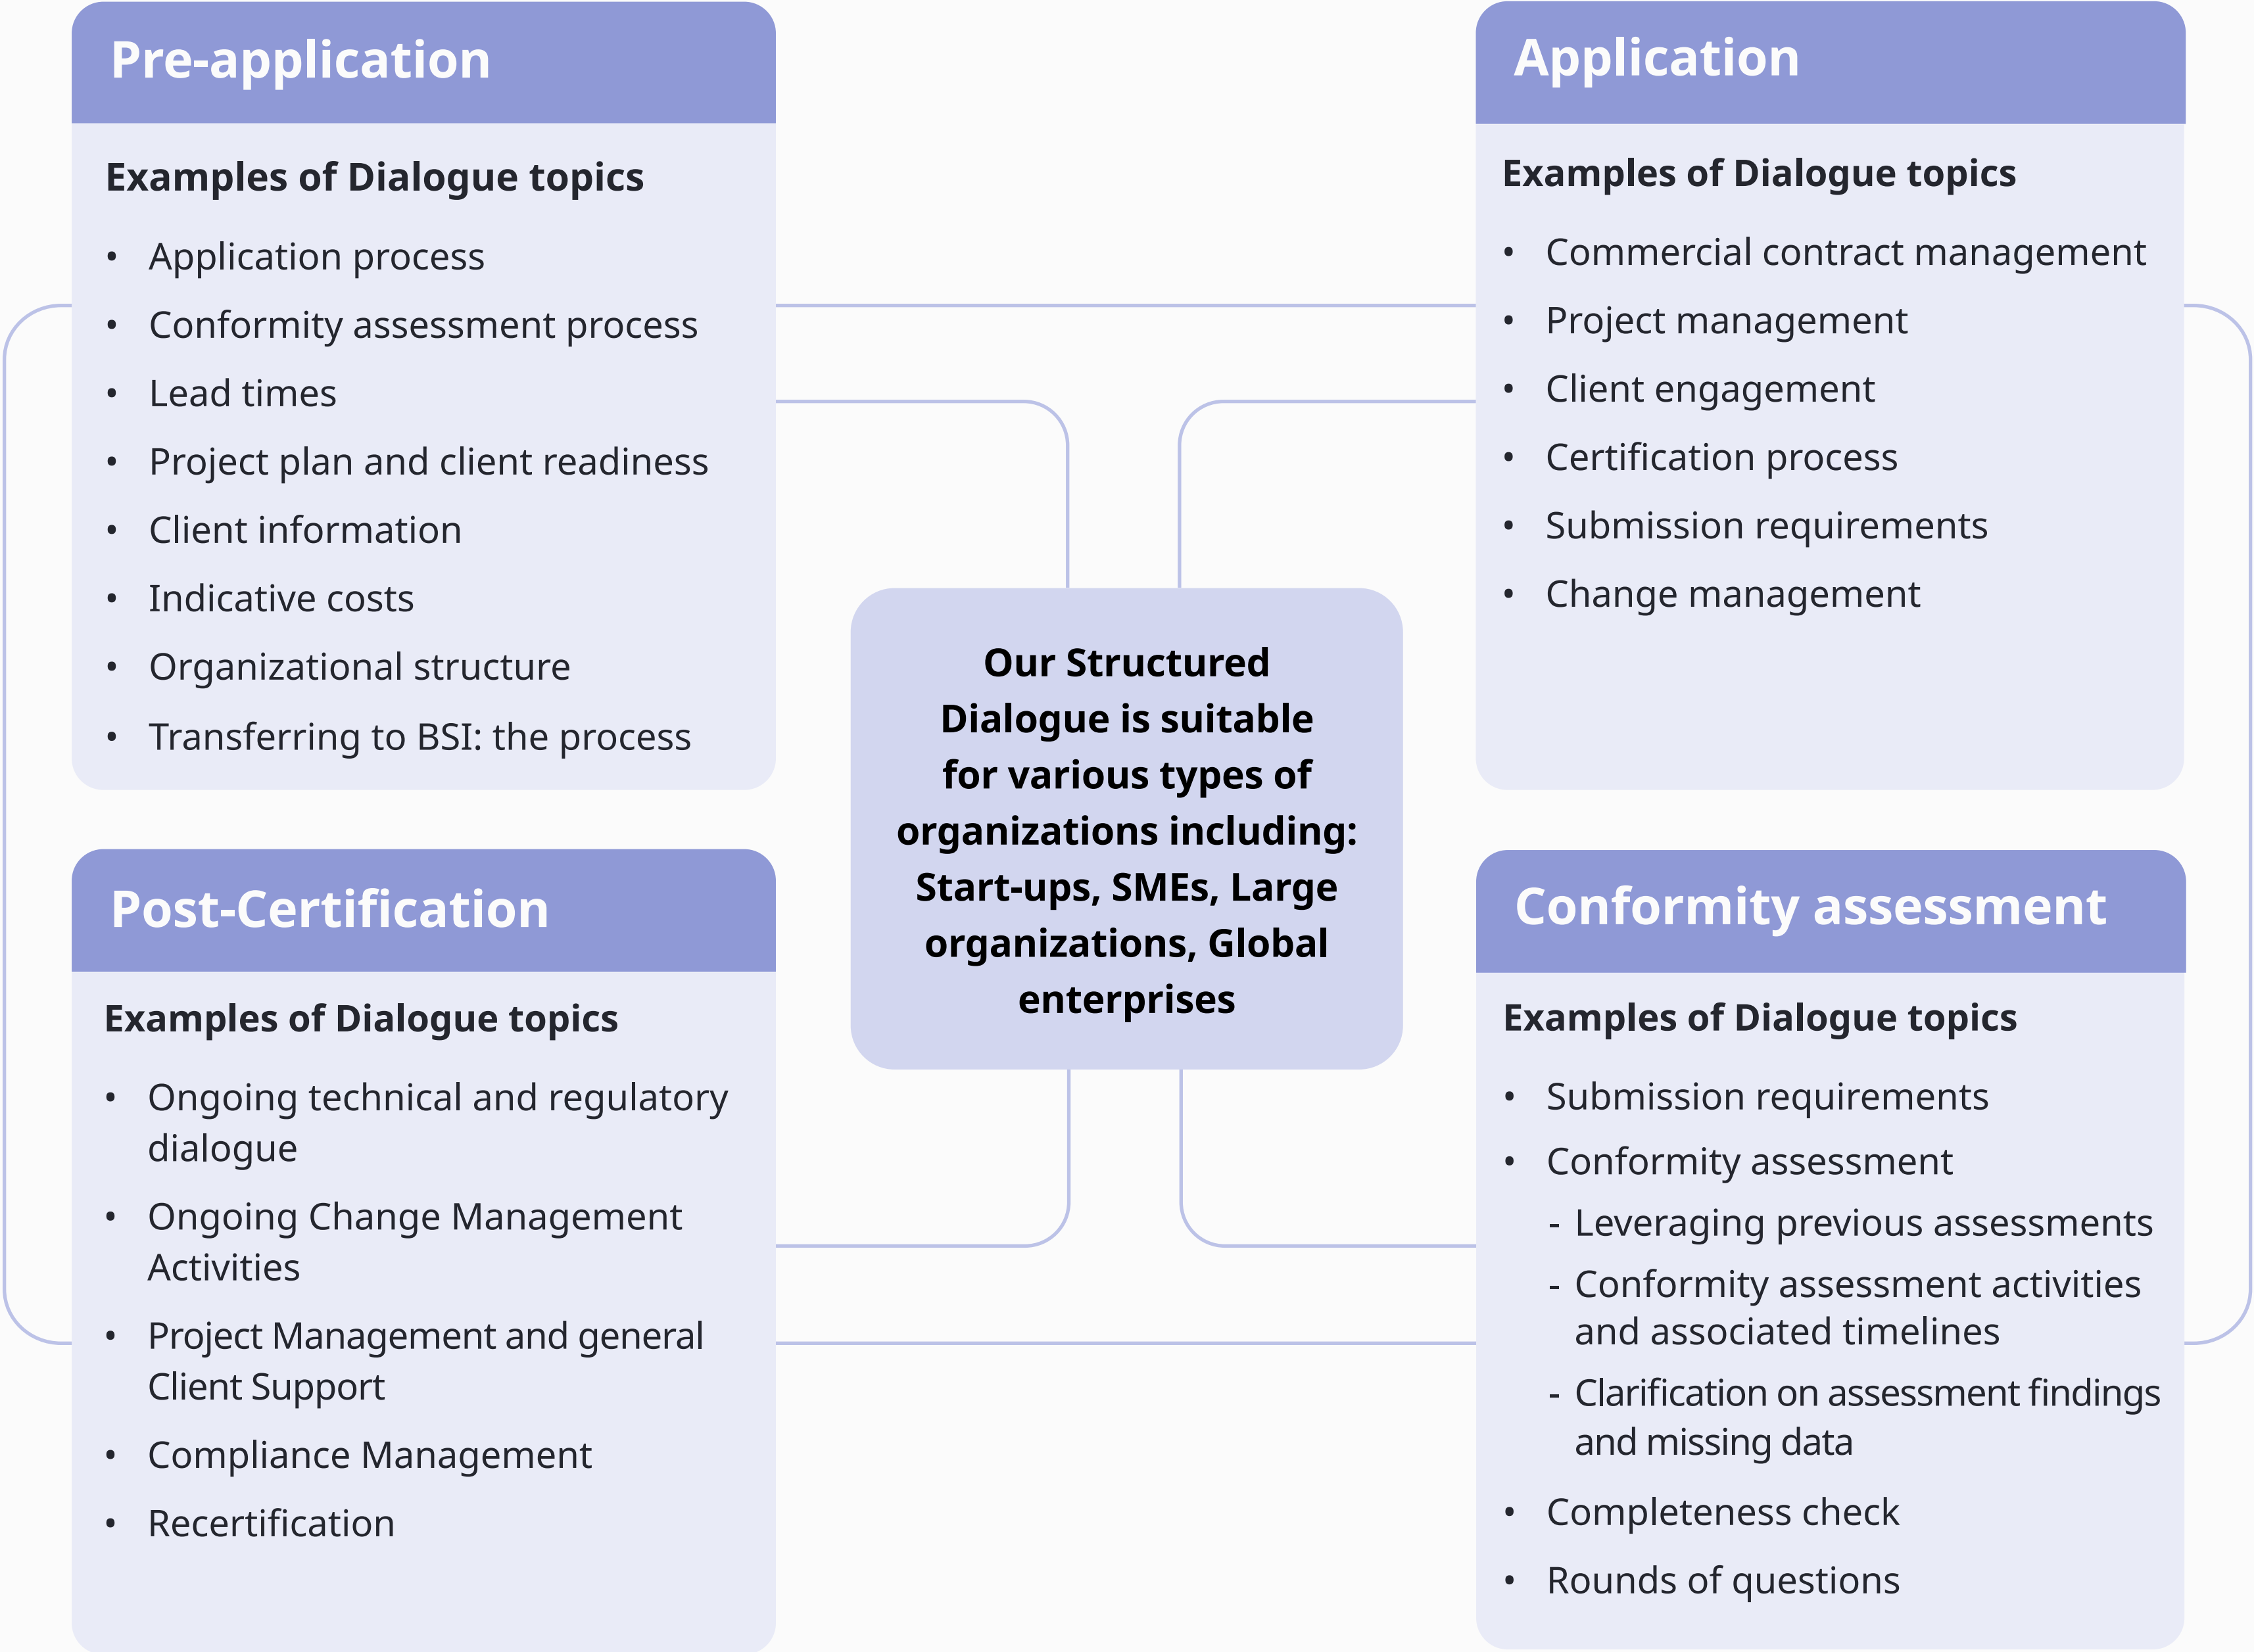 Pre-application
Examples of Dialogue topics
• Application process
• Conformity assessment process
• Lead times
• Project plan and client readiness
• Client information
• Indicative costs
• Organizational structure
• Transferring to BSI: the process
Application
Examples of Dialogue topics
• Commercial contract management
• Project management
• Client engagement
• Certification process
• Submission requirements
• Change management
Our Structured
Dialogue is suitable
for various types of
organizations including:
Start-ups, SMEs, Large
organizations, Global
enterprises
Post-Certification
Examples of Dialogue topics
• Ongoing technical and regulatory
dialogue
• Ongoing Change Management
Activities
• Project Management and general
Client Support
• Compliance Management
• Recertification
Conformity assessment
Examples of Dialogue topics
• Submission requirements
• Conformity assessment
- Leveraging previous assessments
- Conformity assessment activities
and associated timelines
- Clarification on assessment findings
and missing data
• Completeness check
• Rounds of questions